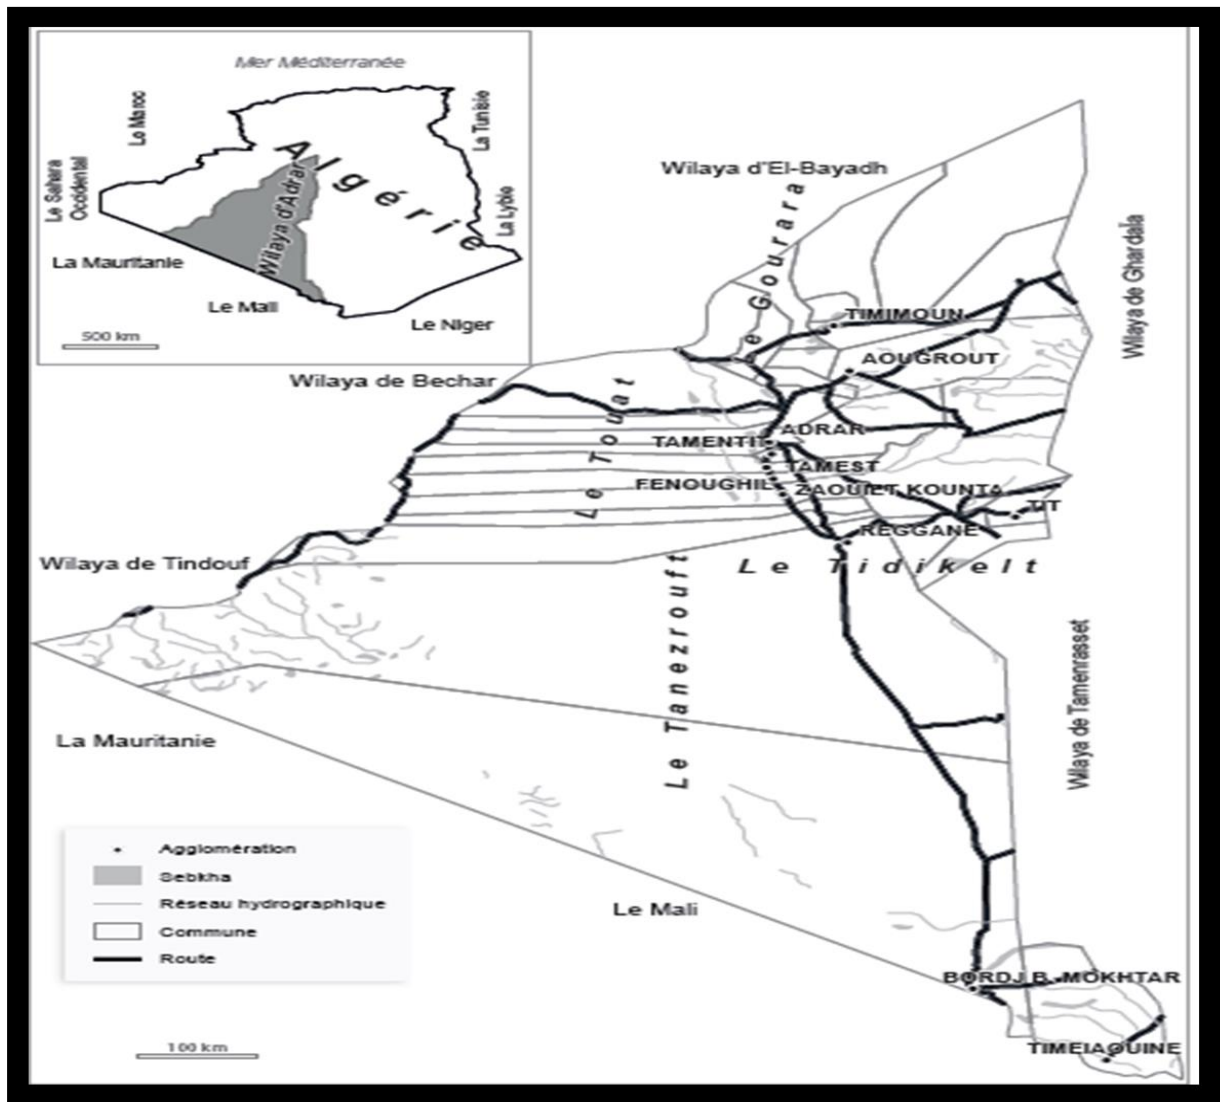 Mer Méditerranée
Le Maroc
La Tunisie
Algérie
Le Sahara
Occidental
Wilaya d'Adrar
La Lybie
La Mauritanie
Le Mali
Le Niger
500 km
Wilaya d'El-Bayadh
Le Gourara
Wilaya de Ghardaïa
TIMIMOUN
AOUGROUT
Wilaya de Bechar
Le Touat
ADRAR
TAMENTIT
TAMEST
FENOUGHIL
ZAOUIET KOUNTA
TIT
REGGANE
Wilaya de Tindouf
Le Tidikelt
Le Tanezrouft
Wilaya de Tamenrasset
La Mauritanie
Agglomération
Sebkha
Réseau hydrographique
Commune
Route
Le Mali
BORDJ B. MOKHTAR
100 km
TIMEIAOUINE